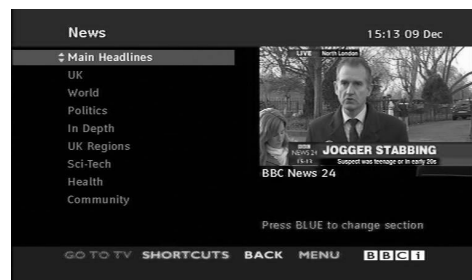 News
15:13 09 Dec
Main Headlines
UK
World
Politics
In Depth
UK Regions
Sci-Tech
Health
Community
LIVE North London
NEWS 24 JOGGER STABBING
15:13 Suspect was teenage or in early 20s
BBC News 24
Press BLUE to change section
GO TO TV SHORTCUTS BACK MENU BBCi